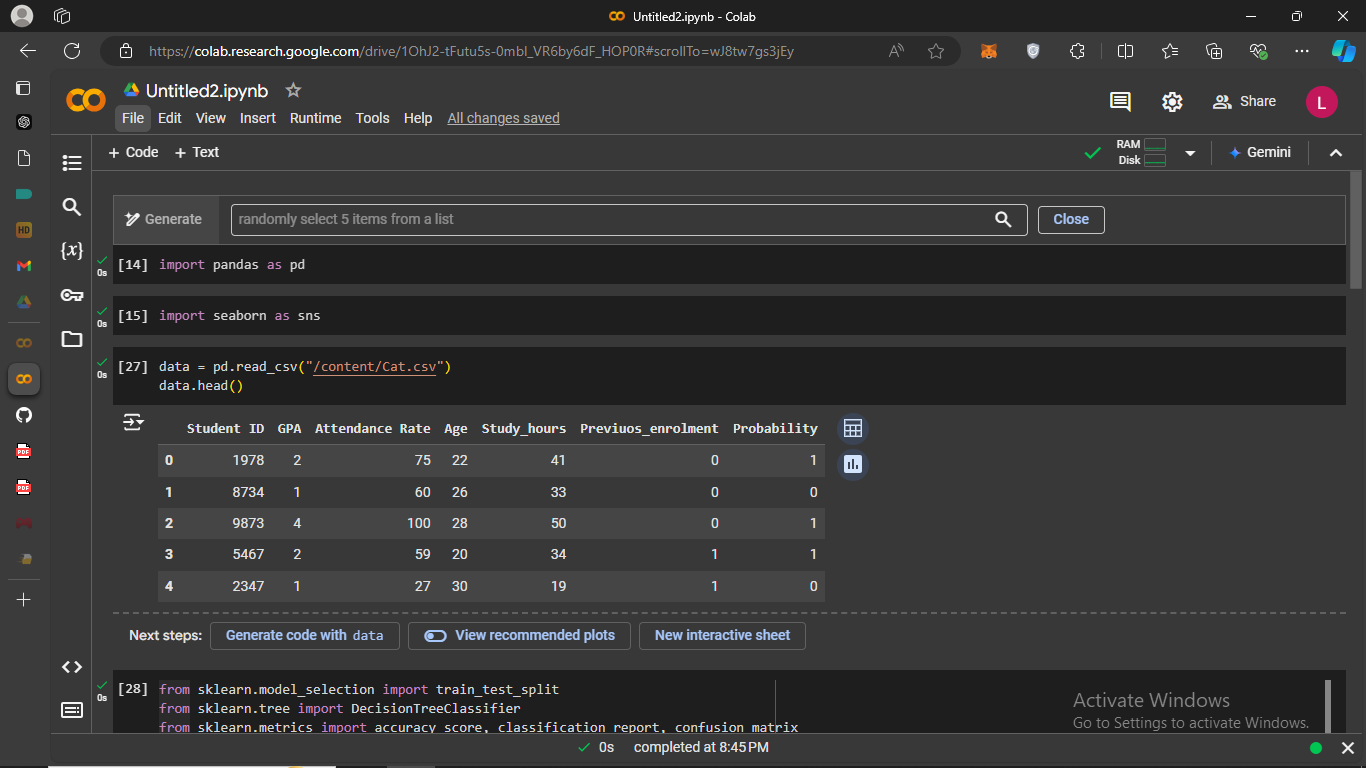 Untitled2.ipynb - Colab
https://colab.research.google.com/drive/1OhJ2-tFutu5s-0mbl_VR6by6dF_HOP0R#scrollTo=wJ8tw7gs3jEy
Untitled2.ipynb
File Edit View Insert Runtime Tools Help All changes saved
Share
L
+ Code + Text
RAM
Disk
Gemini
Generate
randomly select 5 items from a list
Close
0s [14] import pandas as pd
0s [15] import seaborn as sns
0s [27] data = pd.read_csv("/content/Cat.csv")
data.head()
Student ID GPA Attendance Rate Age Study_hours Previuos_enrolment Probability
0 1978 2 75 22 41 0 1
1 8734 1 60 26 33 0 0
2 9873 4 100 28 50 0 1
3 5467 2 59 20 34 1 1
4 2347 1 27 30 19 1 0
Next steps: Generate code with data View recommended plots New interactive sheet
0s [28] from sklearn.model_selection import train_test_split
from sklearn.tree import DecisionTreeClassifier
from sklearn.metrics import accuracy_score, classification_report, confusion_matrix
Activate Windows
Go to Settings to activate Windows.
0s completed at 8:45 PM
HD
PDF
PDF
{x}